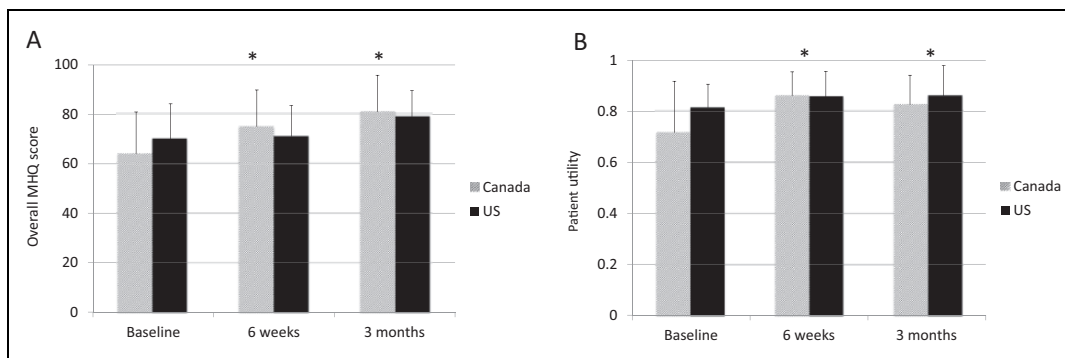 A
Overall MHQ score
100
80
60
40
20
0
* *
Baseline 6 weeks 3 months
Canada
US
B
Patient utility
1
0.8
0.6
0.4
0.2
0
* *
Baseline 6 weeks 3 months
Canada
US